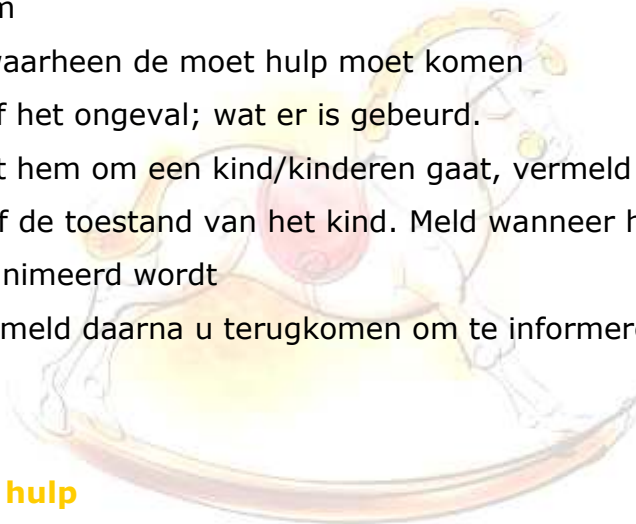 waarheen de moet hulp moet komen
f het ongeval; wat er is gebeurd.
t hem om een kind/kinderen gaat, vermeld
f de toestand van het kind. Meld wanneer h
nimeerd wordt
meld daarna u terugkomen om te informere
hulp